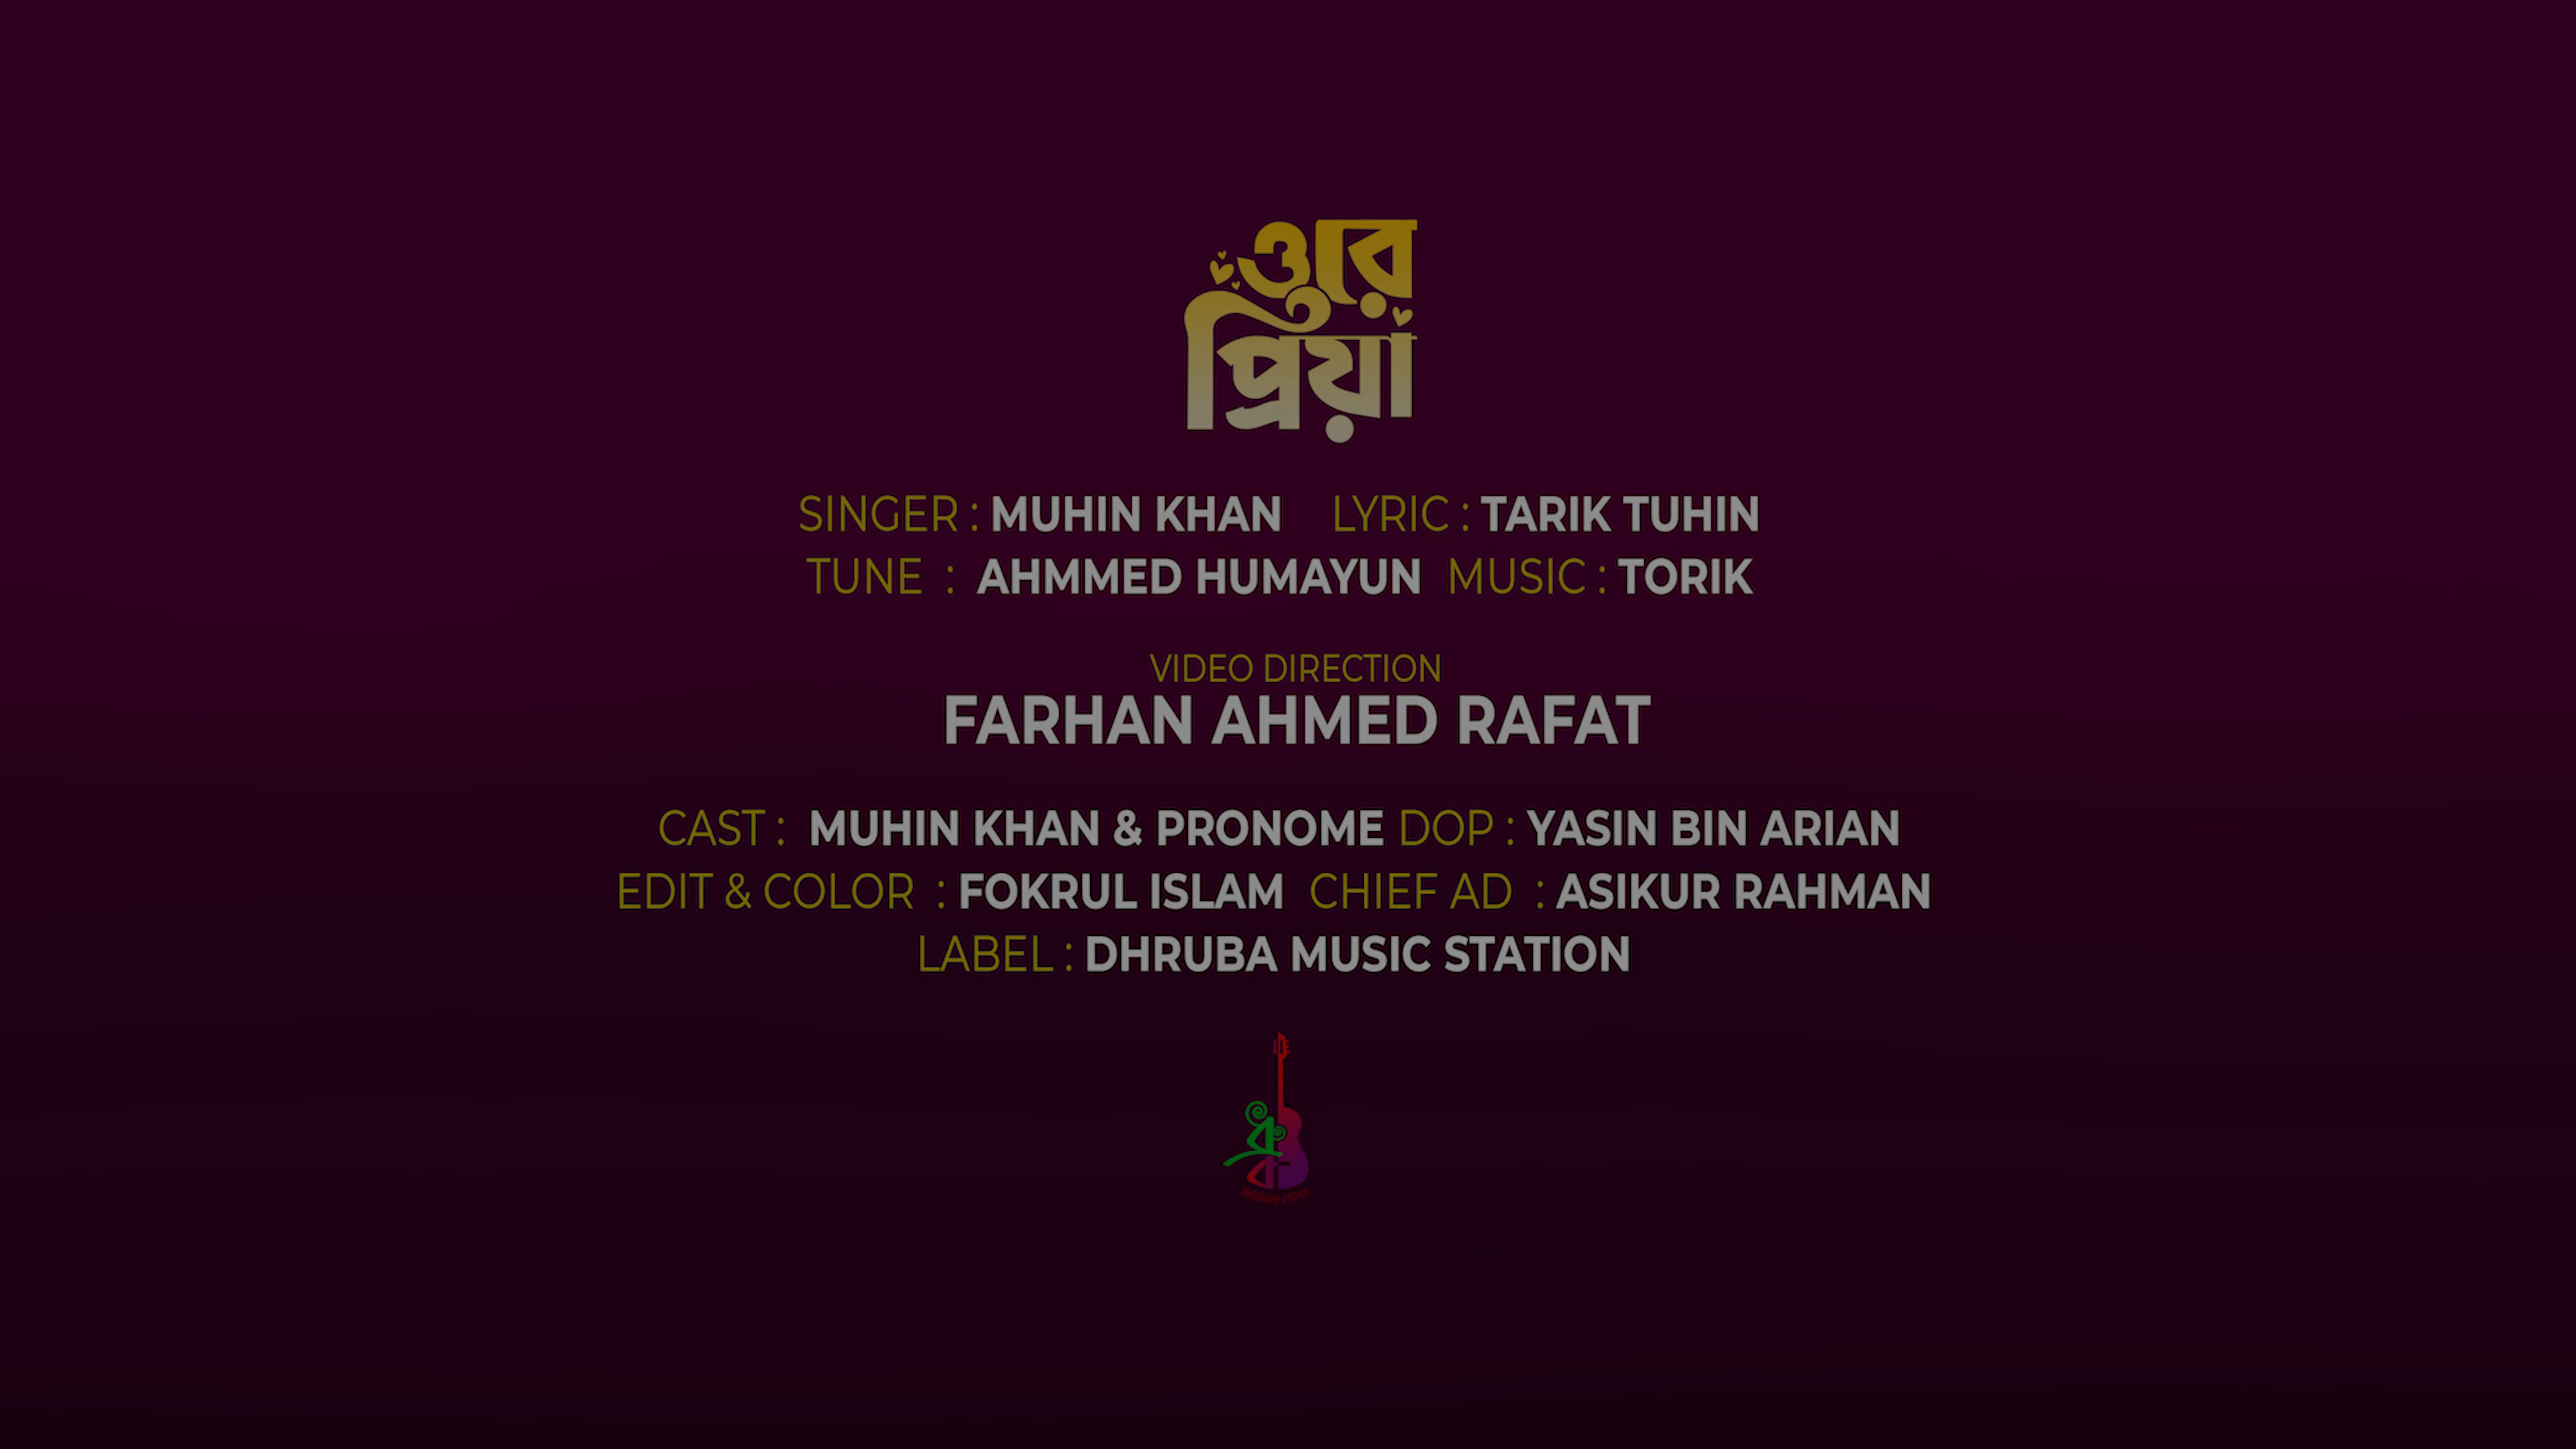 ওরে
প্রিয়া
SINGER : MUHIN KHAN LYRIC : TARIK TUHIN
TUNE : AHMMED HUMAYUN MUSIC : TORIK
VIDEO DIRECTION
FARHAN AHMED RAFAT
CAST : MUHIN KHAN & PRONOME DOP : YASIN BIN ARIAN
EDIT & COLOR : FOKRUL ISLAM CHIEF AD : ASIKUR RAHMAN
LABEL : DHRUBA MUSIC STATION